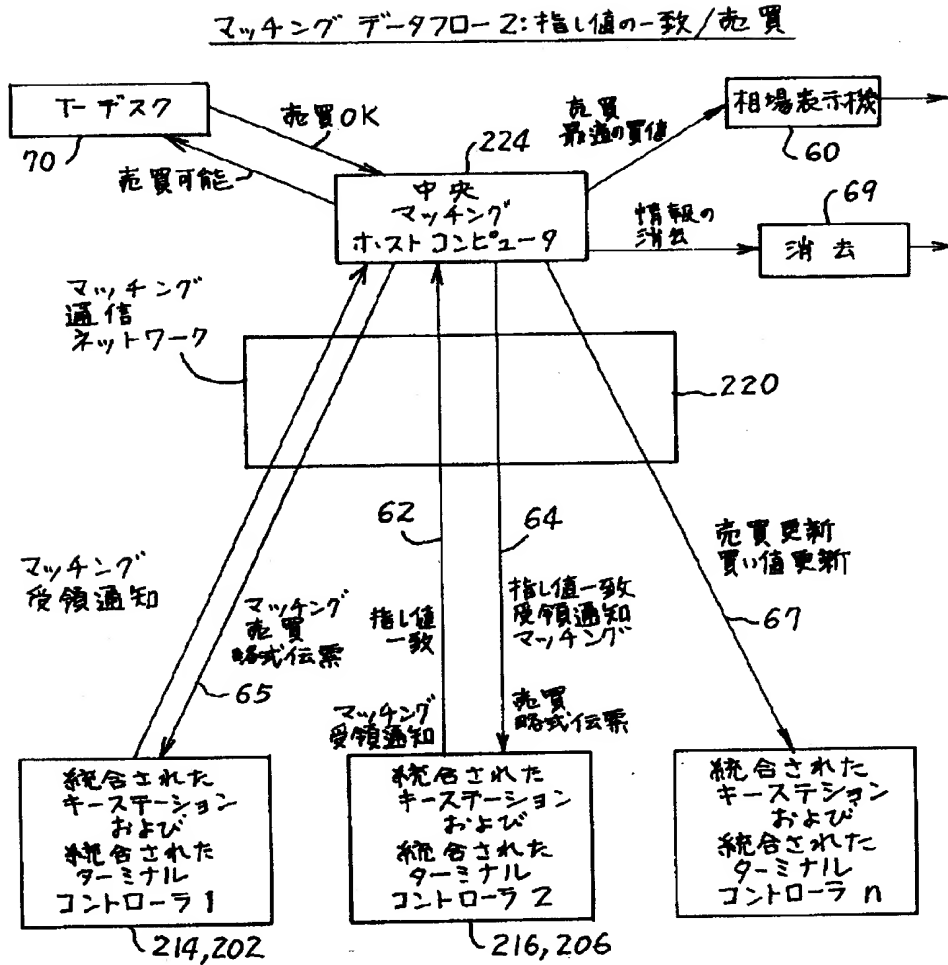 マッチング データフロー2:指し値の一致/売買
ホーデスク
70
売買OK
売買可能
224
中央
マッチング
ホストコンピュータ
売買
最適の買値
相場表示機
60
情報の
消去
69
消去
マッチング
通信
ネットワーク
220
62
64
マッチング
受領通知
マッチング
売買
略式伝票
65
指し値
一致
マッチング
受領通知
指し値一致
受領通知
マッチング
売買
略式伝票
売買更新
買い値更新
67
統合された
キーステーション
および
統合された
ターミナル
コントローラ1
214,202
統合された
キーステーション
および
統合された
ターミナル
コントローラ2
216,206
統合された
キーステション
および
統合された
ターミナル
コントローラn